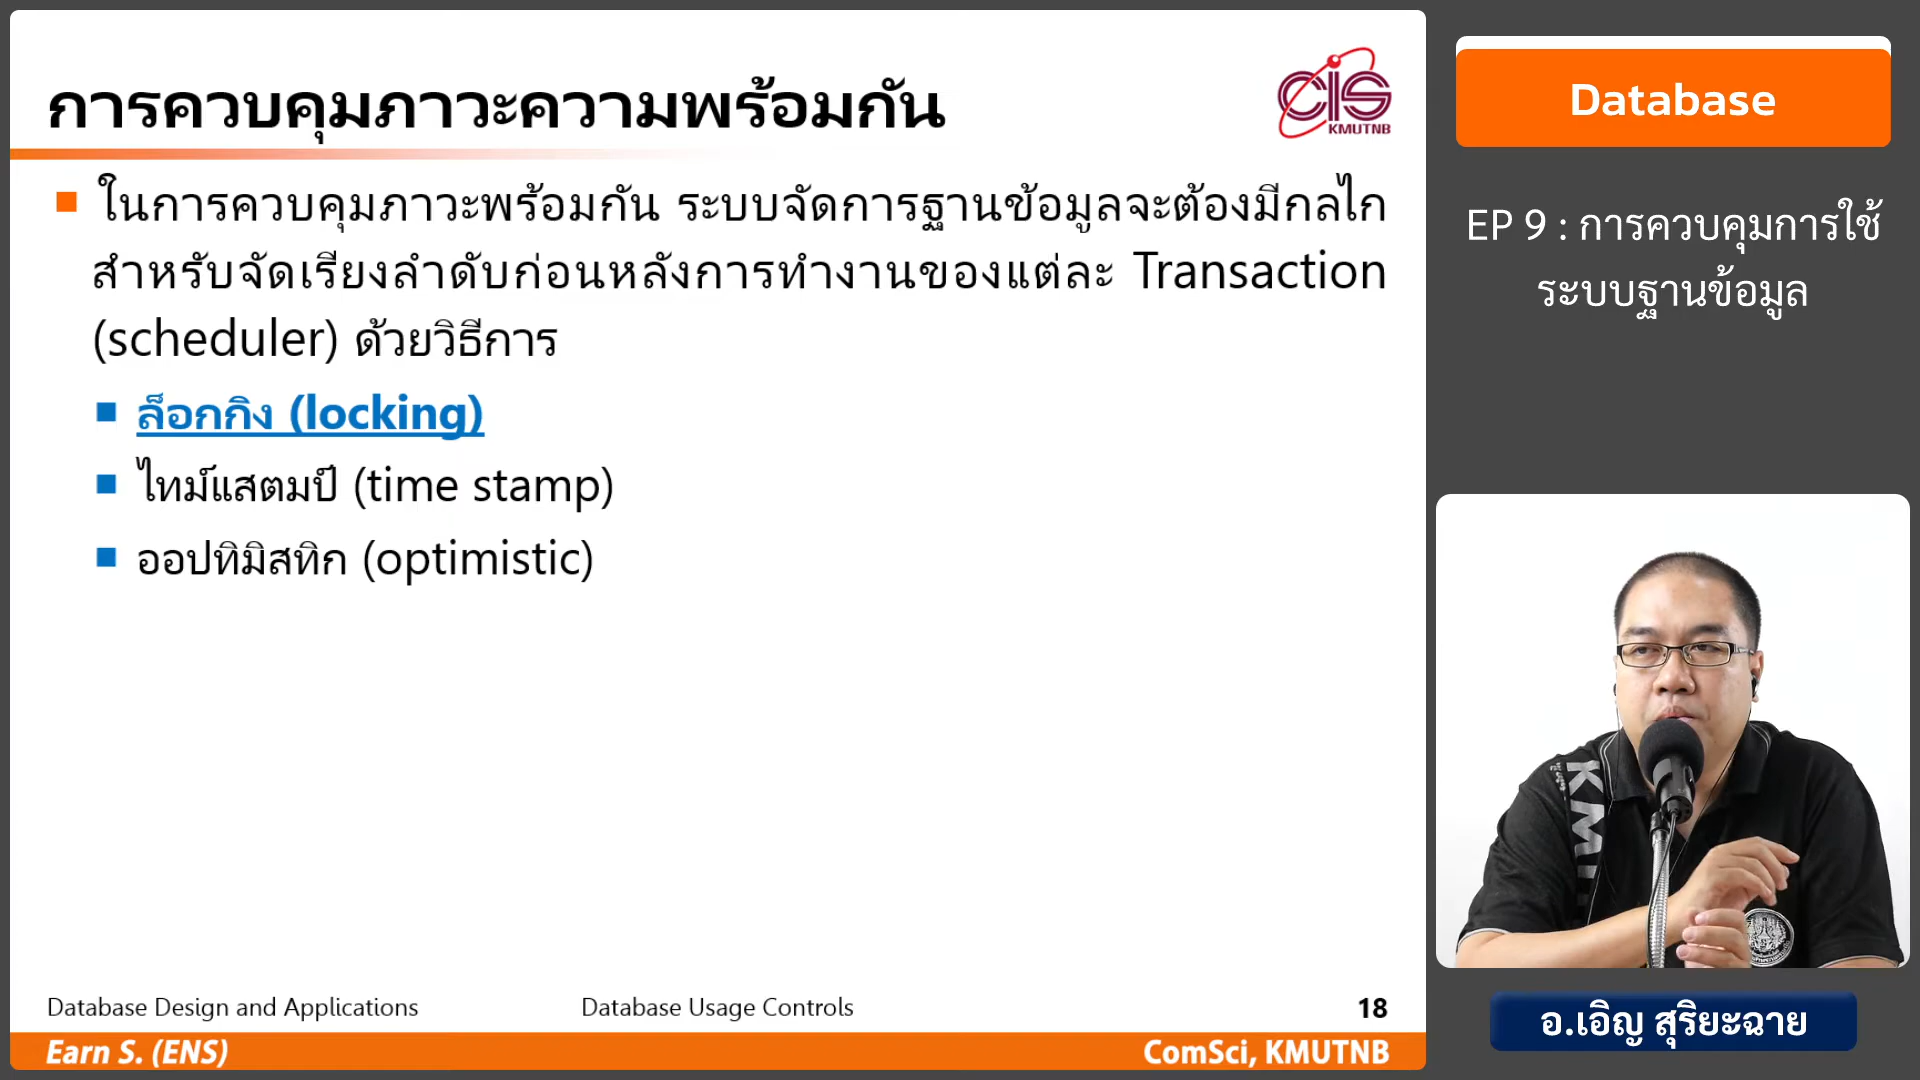 การควบคุมภาวะความพร้อมกัน
CIS
KMUTNB
ในการควบคุมภาวะพร้อมกัน ระบบจัดการฐานข้อมูลจะต้องมีกลไก
สำหรับจัดเรียงลำดับก่อนหลังการทำงานของแต่ละ Transaction
(scheduler) ด้วยวิธีการ
ล็อกกิง (locking)
ไทม์แสตมป์ (time stamp)
ออปทิมิสทิก (optimistic)
Database Design and Applications
Database Usage Controls
18
Earn S. (ENS)
ComSci, KMUTNB
Database
EP 9 : การควบคุมการใช้
ระบบฐานข้อมูล
อ.เอิญ สุริยะฉาย